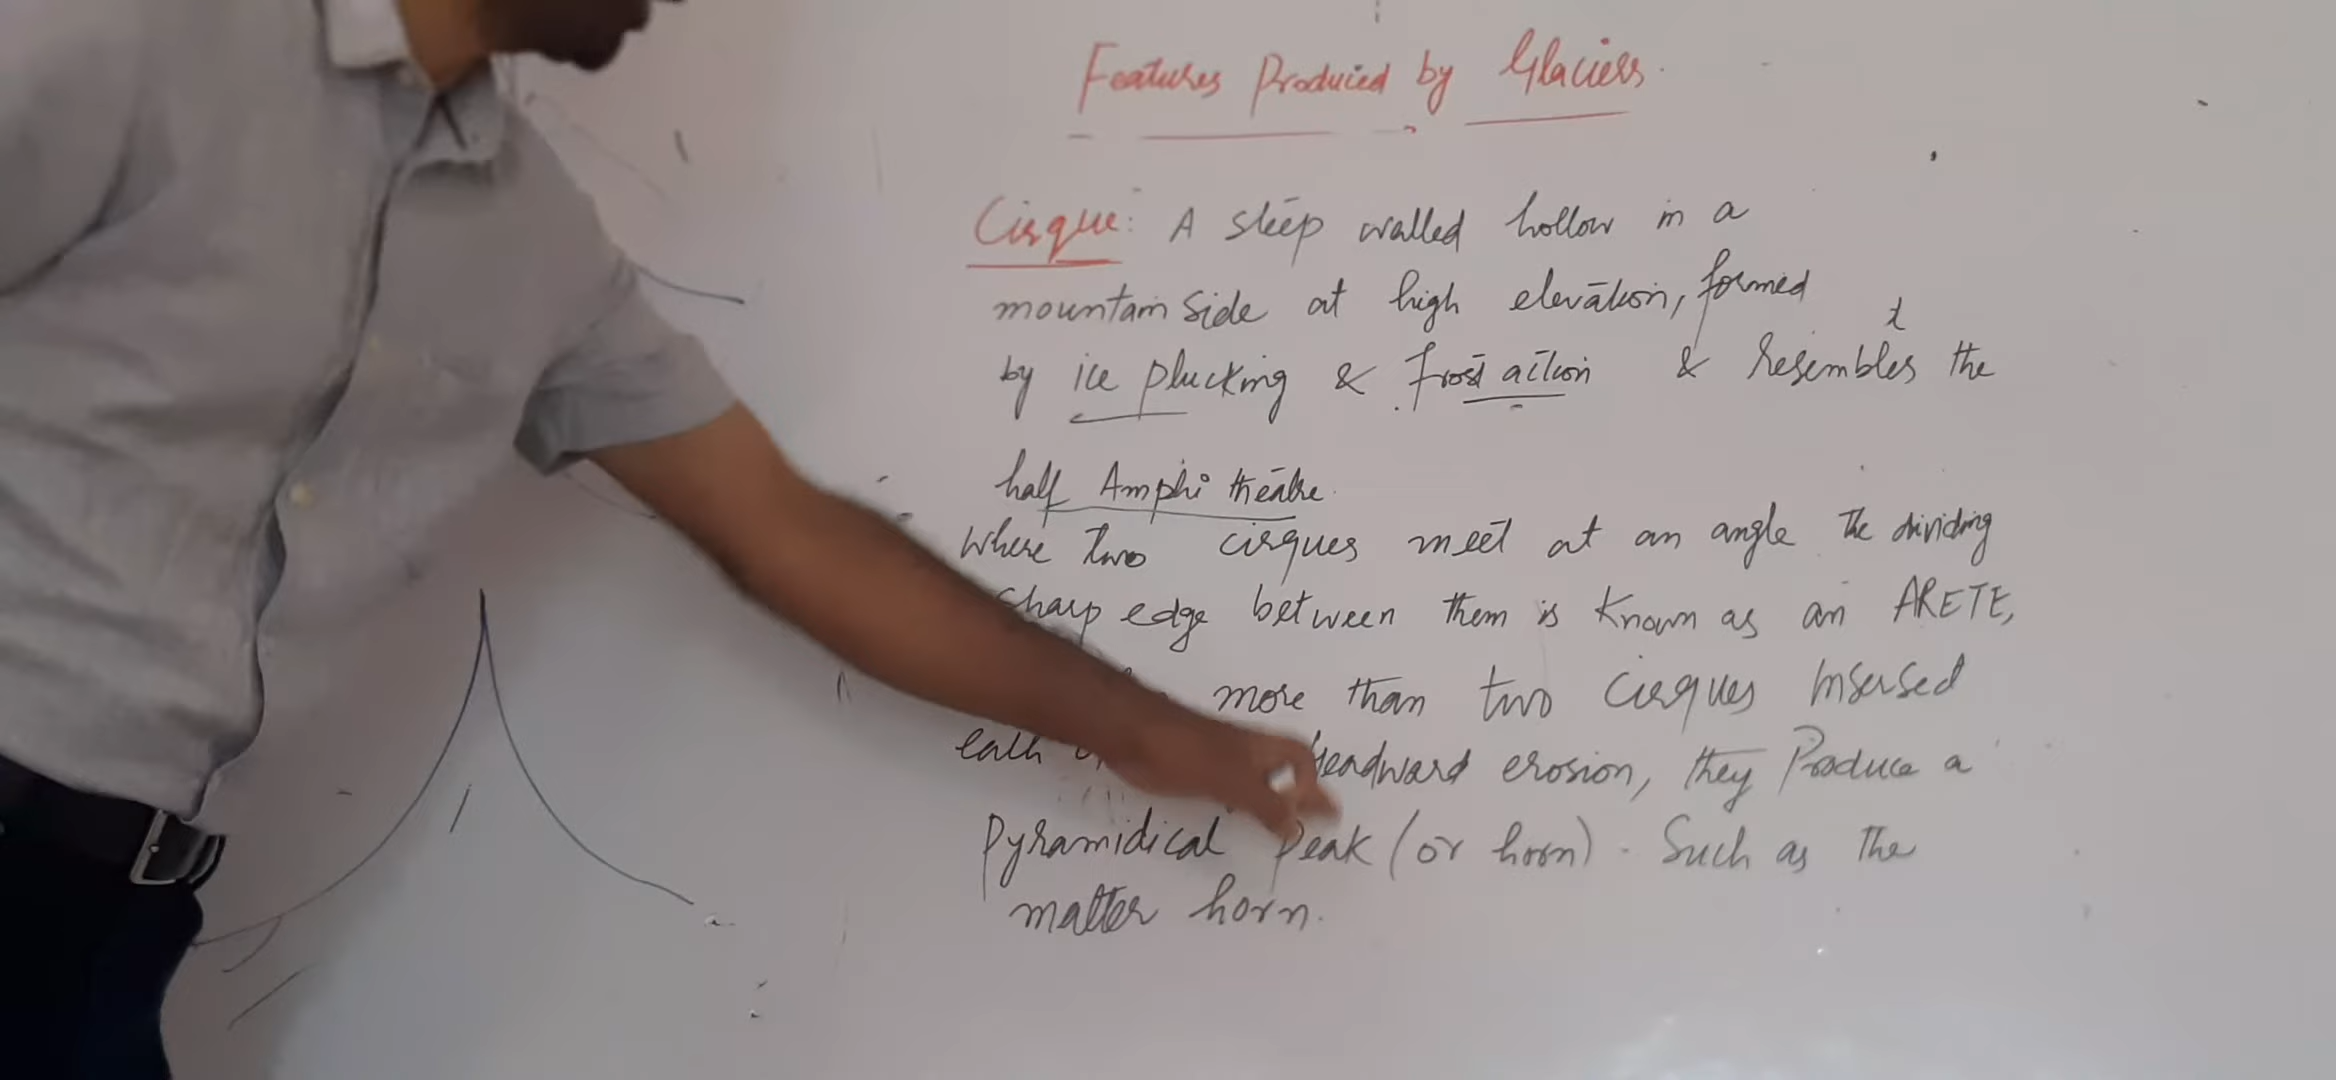 Features Produced by Glaciers.
Cirque: A steep walled hollow in a
mountain side at high elevation, formed
by ice plucking & frost action & resembles the
half Amphi theatre.
where two cirques meet at an angle the dividing
sharp edge between them is known as an ARETE,
more than two cirques Insersed
each headward erosion, they Produce a
Pyramidical Peak (or horn). Such as the
matter horn.